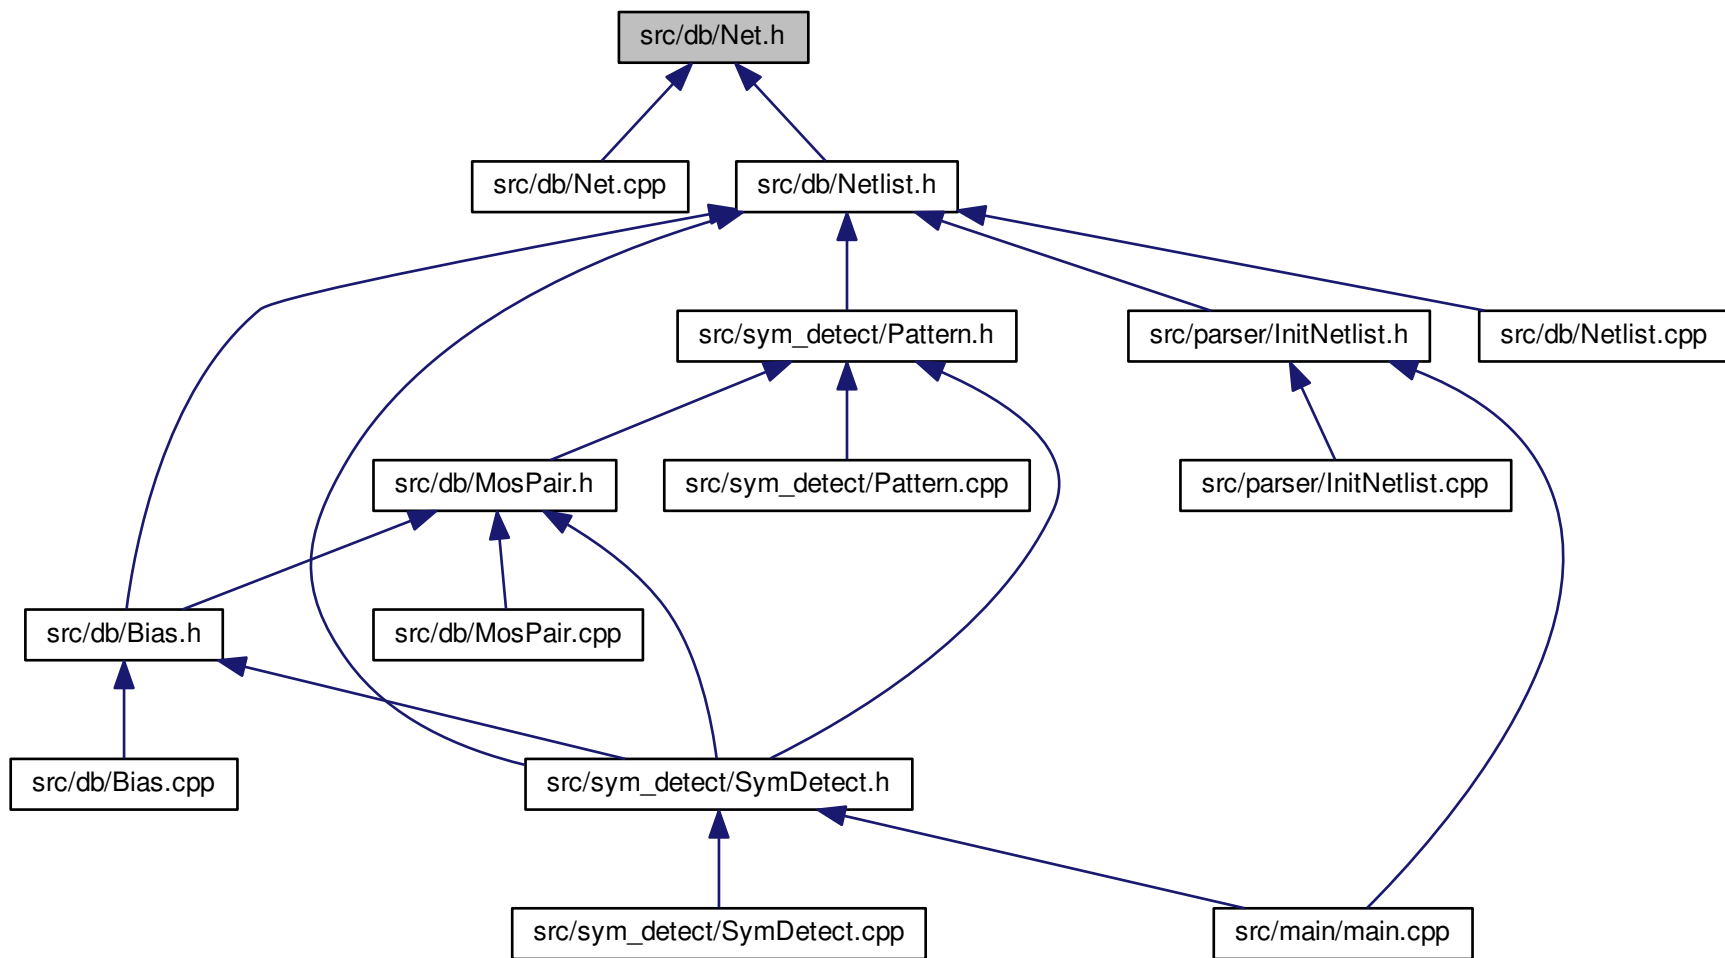 src/db/Net.h
src/db/Net.cpp
src/db/Netlist.h
src/sym_detect/Pattern.h
src/parser/InitNetlist.h
src/db/Netlist.cpp
src/db/MosPair.h
src/sym_detect/Pattern.cpp
src/parser/InitNetlist.cpp
src/db/Bias.h
src/db/MosPair.cpp
src/db/Bias.cpp
src/sym_detect/SymDetect.h
src/sym_detect/SymDetect.cpp
src/main/main.cpp